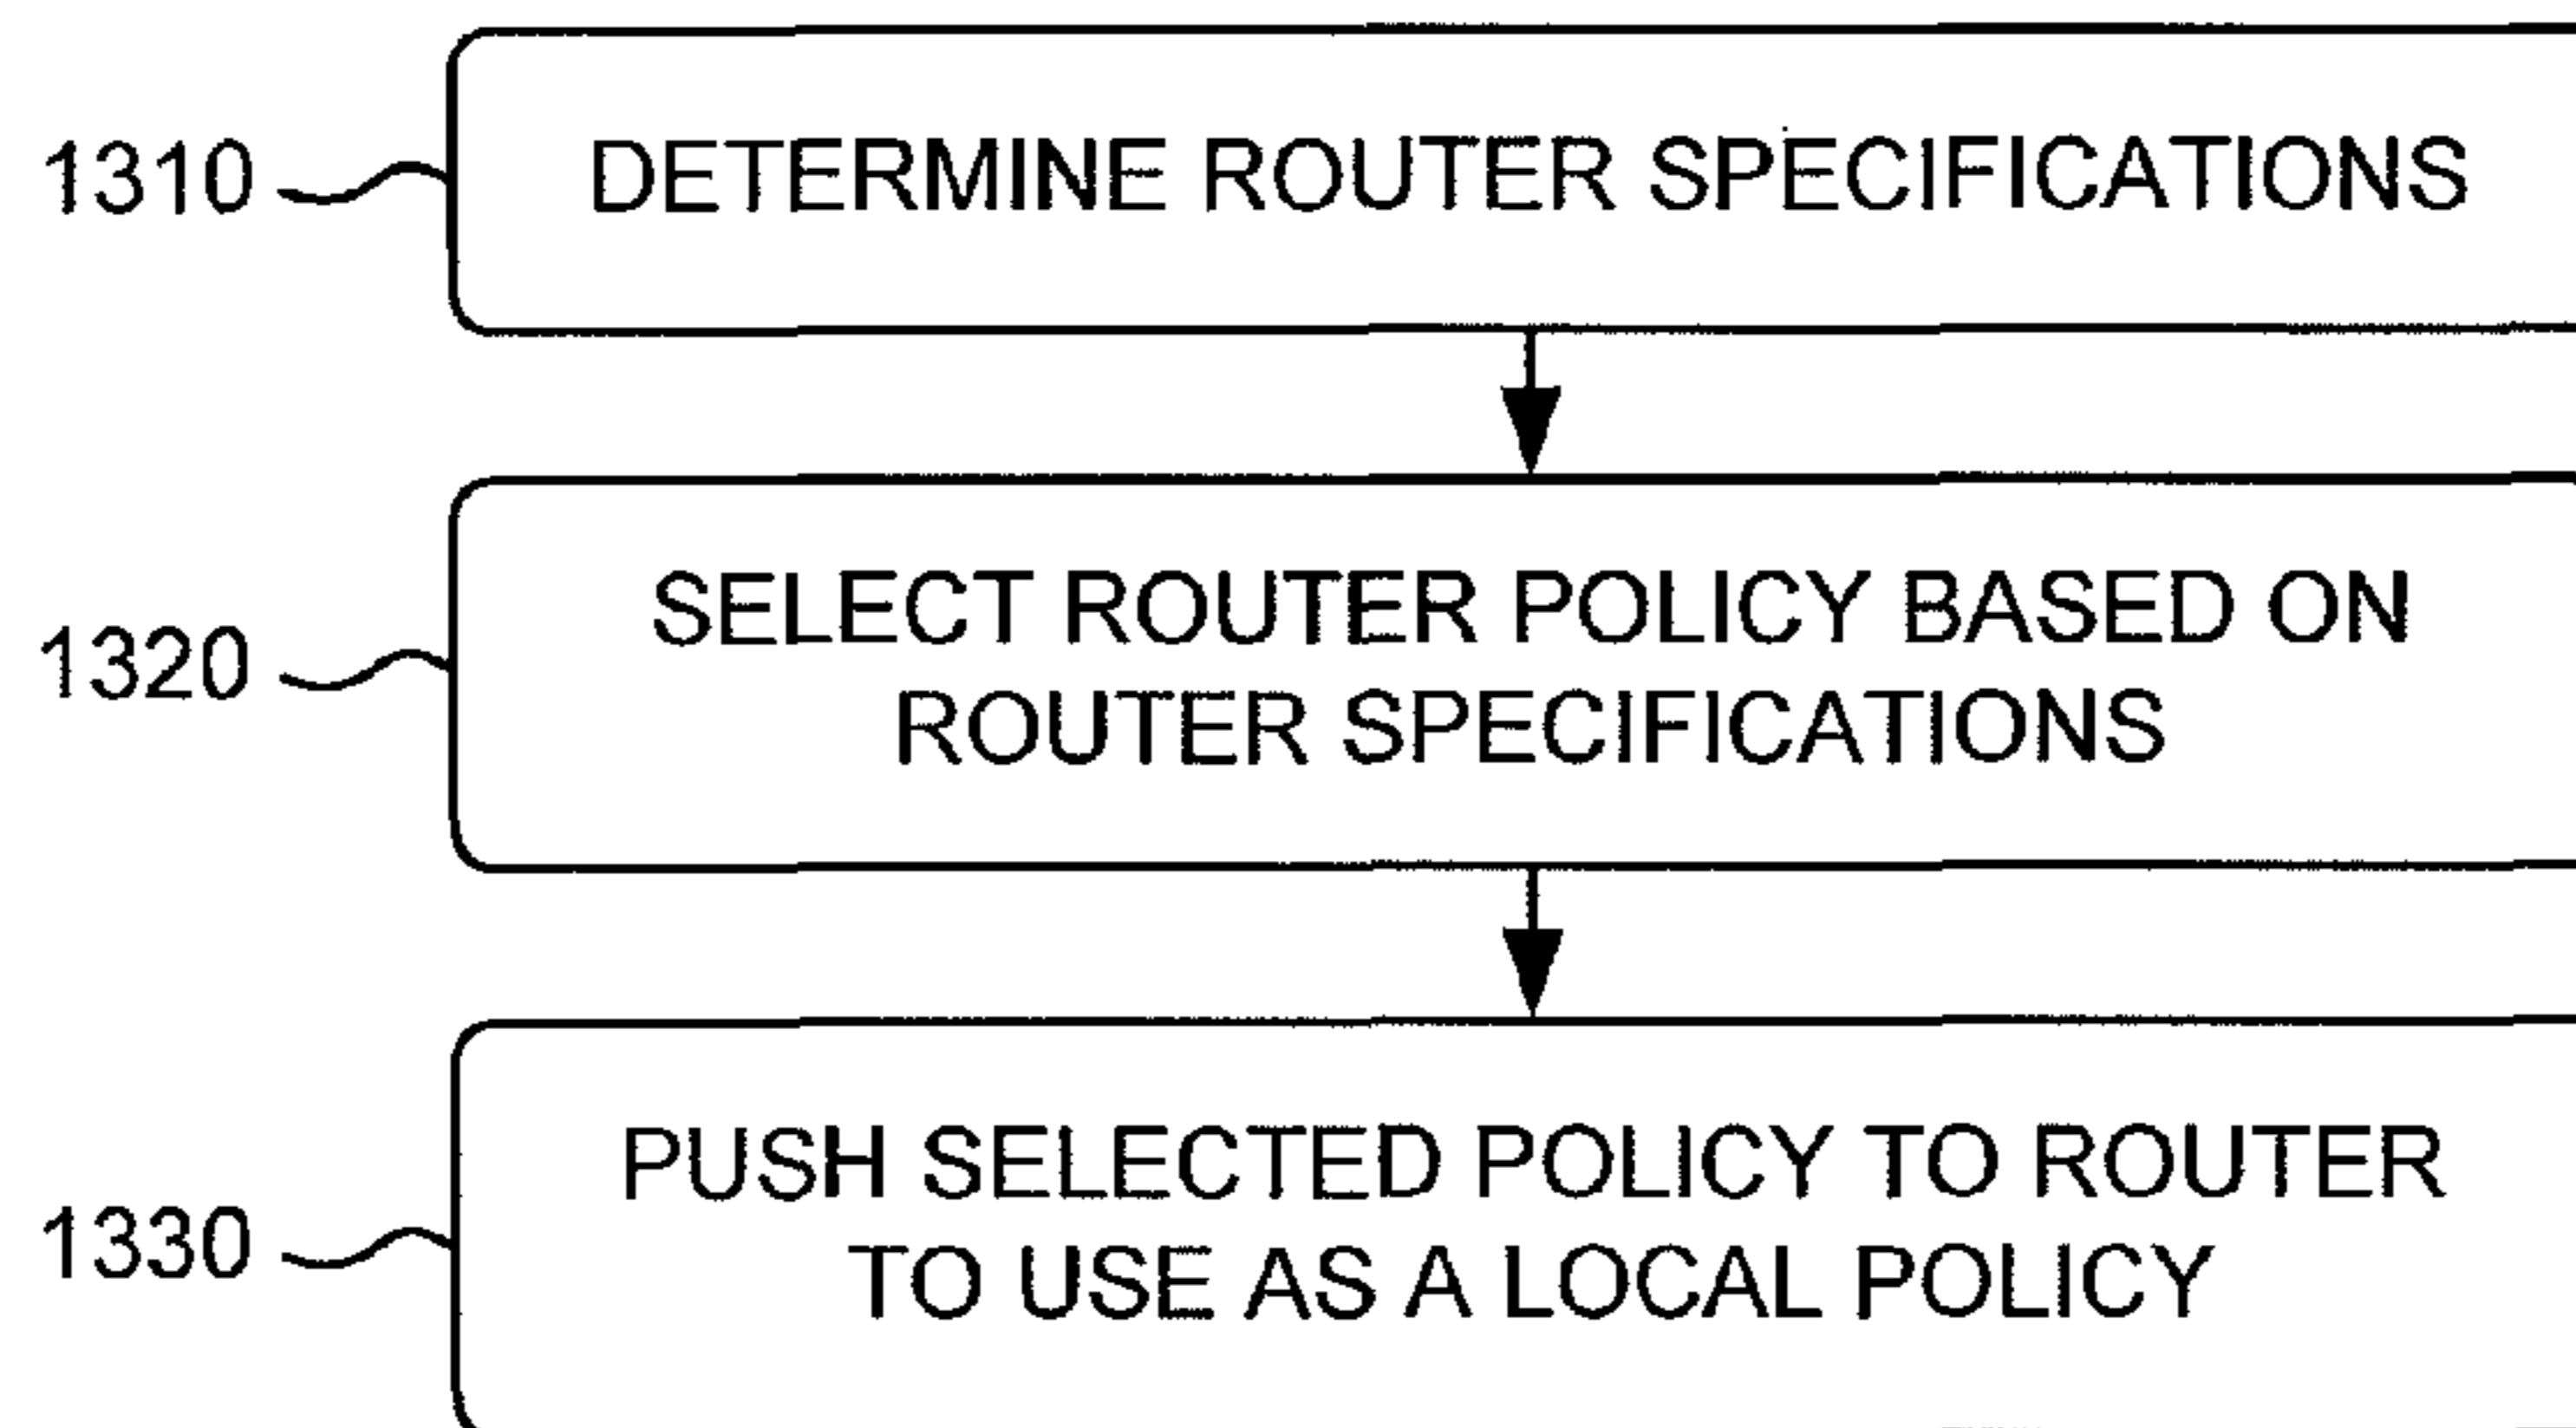 1310
DETERMINE ROUTER SPECIFICATIONS
1320
SELECT ROUTER POLICY BASED ON
ROUTER SPECIFICATIONS
1330
PUSH SELECTED POLICY TO ROUTER
TO USE AS A LOCAL POLICY